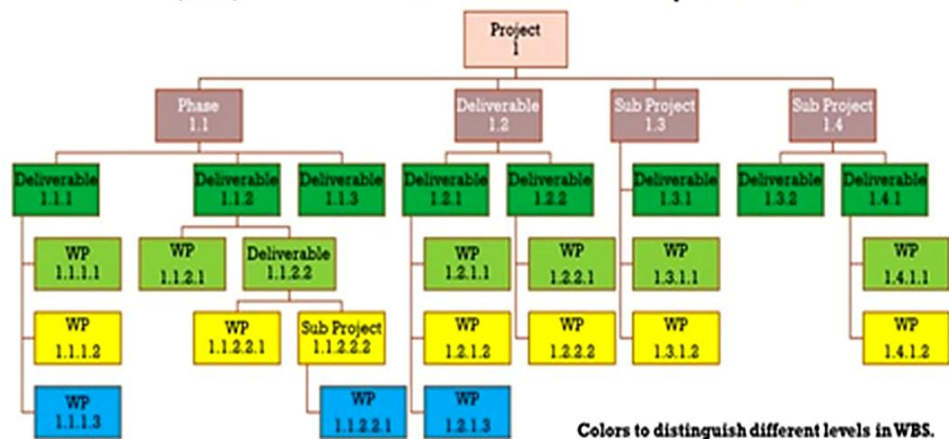 Project
1
Phase
1.1
Deliverable
1.2
Sub Project
1.3
Sub Project
1.4
Deliverable
1.1.1
Deliverable
1.1.2
Deliverable
1.1.3
Deliverable
1.2.1
Deliverable
1.2.2
Deliverable
1.3.1
Deliverable
1.3.2
Deliverable
1.4.1
WP
1.1.1.1
WP
1.1.2.1
Deliverable
1.1.2.2
WP
1.2.1.1
WP
1.2.2.1
WP
1.3.1.1
WP
1.4.1.1
WP
1.1.1.2
WP
1.1.2.2.1
Sub Project
1.1.2.2.2
WP
1.2.1.2
WP
1.2.2.2
WP
1.3.1.2
WP
1.4.1.2
WP
1.1.1.3
WP
1.1.2.2.1
WP
1.2.1.3
Colors to distinguish different levels in WBS.